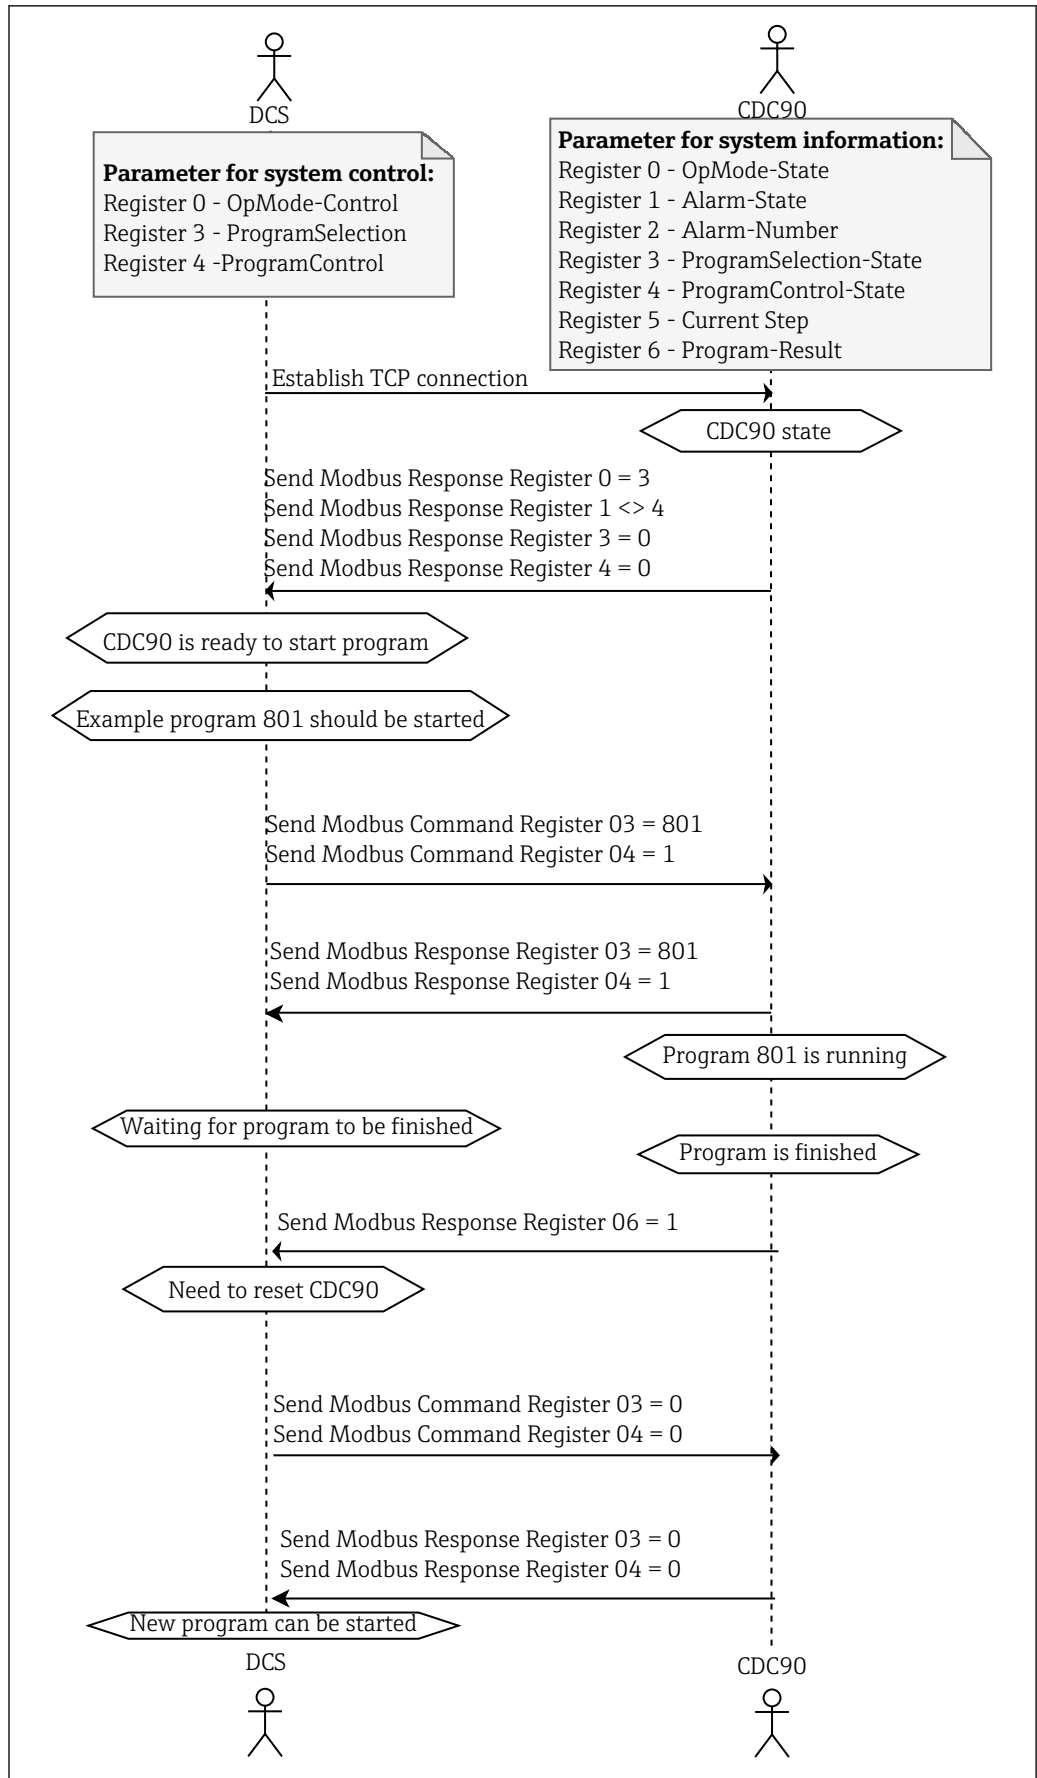 DCS
CDC90
Parameter for system control:
Register 0 - OpMode-Control
Register 3 - ProgramSelection
Register 4 -ProgramControl
Parameter for system information:
Register 0 - OpMode-State
Register 1 - Alarm-State
Register 2 - Alarm-Number
Register 3 - ProgramSelection-State
Register 4 - ProgramControl-State
Register 5 - Current Step
Register 6 - Program-Result
Establish TCP connection
CDC90 state
Send Modbus Response Register 0 = 3
Send Modbus Response Register 1 <> 4
Send Modbus Response Register 3 = 0
Send Modbus Response Register 4 = 0
CDC90 is ready to start program
Example program 801 should be started
Send Modbus Command Register 03 = 801
Send Modbus Command Register 04 = 1
Send Modbus Response Register 03 = 801
Send Modbus Response Register 04 = 1
Program 801 is running
Waiting for program to be finished
Program is finished
Send Modbus Response Register 06 = 1
Need to reset CDC90
Send Modbus Command Register 03 = 0
Send Modbus Command Register 04 = 0
Send Modbus Response Register 03 = 0
Send Modbus Response Register 04 = 0
New program can be started
DCS
CDC90